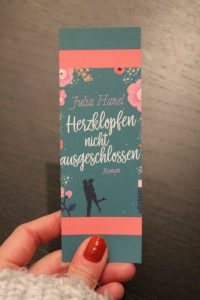 Julia Hanel
Herzklopfen
nicht
ausgeschlossen
Roman